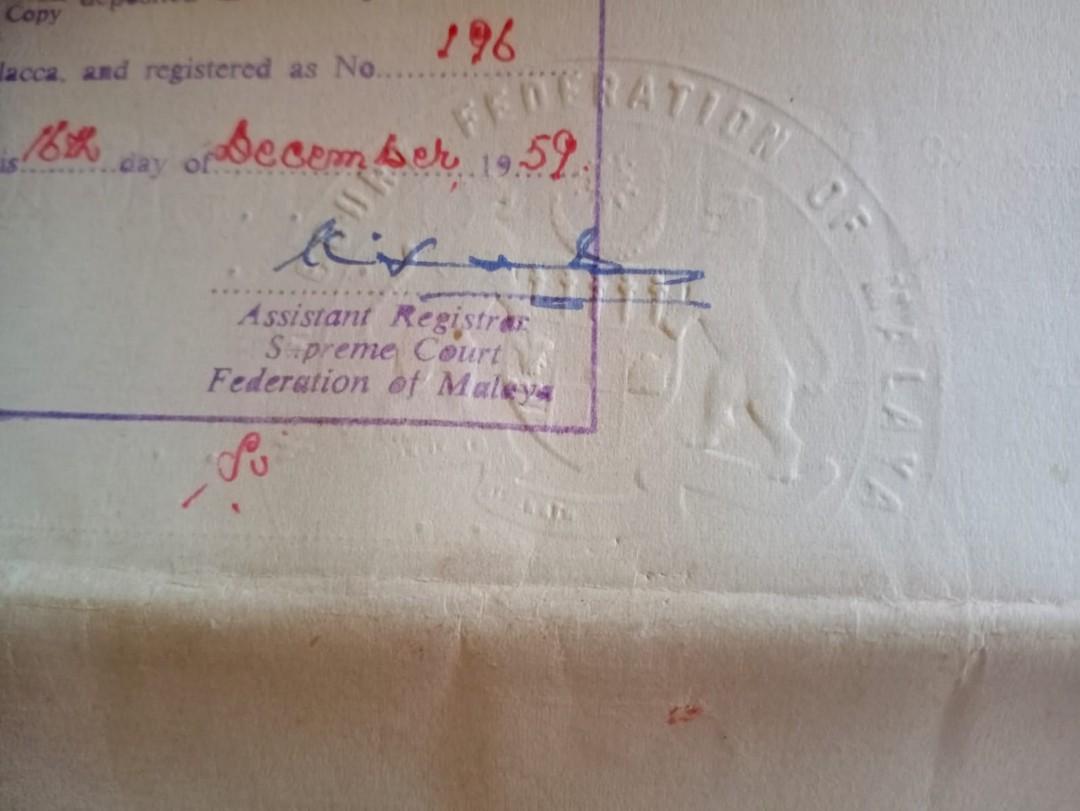 Copy
lacca, and registered as No. 196
is 16th day of December, 1959.
Assistant Registrar
Supreme Court
Federation of Malaya
FEDERATION OF MALAYA